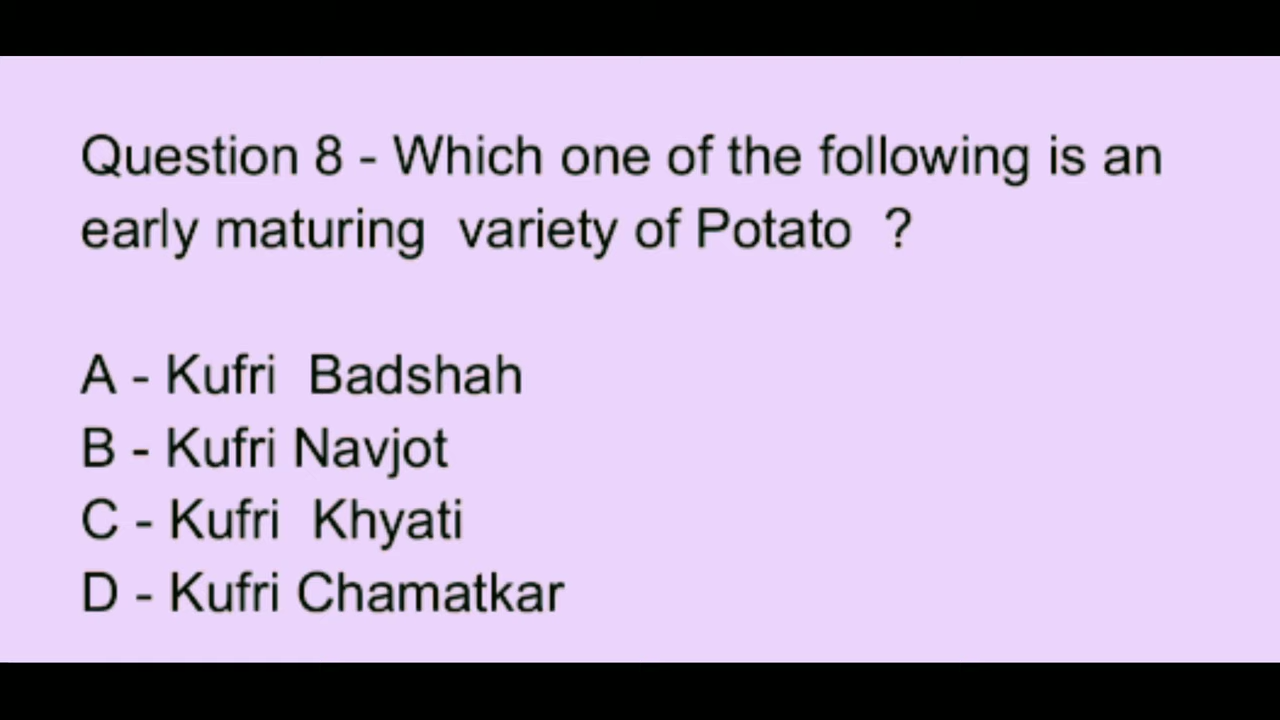 Question 8 - Which one of the following is an
early maturing  variety of Potato  ?
A - Kufri  Badshah
B - Kufri Navjot
C - Kufri  Khyati
D - Kufri Chamatkar